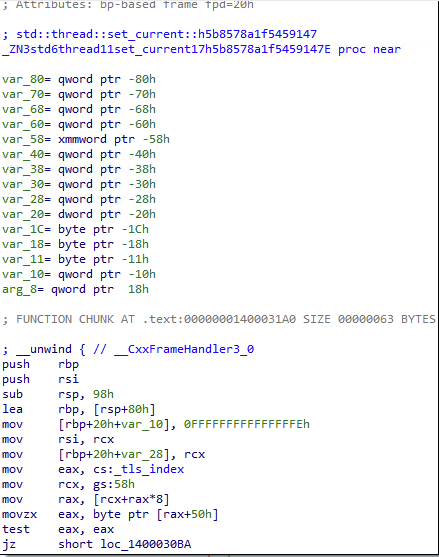 ; Attributes: bp-based frame fpd=20h
; std::thread::set_current::h5b8578a1f5459147
_ZN3std6thread11set_current17h5b8578a1f5459147E proc near
var_80= qword ptr -80h
var_70= qword ptr -70h
var_68= qword ptr -68h
var_60= qword ptr -60h
var_58= xmmword ptr -58h
var_40= qword ptr -40h
var_38= qword ptr -38h
var_30= qword ptr -30h
var_28= qword ptr -28h
var_20= dword ptr -20h
var_1C= byte ptr -1Ch
var_18= byte ptr -18h
var_11= byte ptr -11h
var_10= qword ptr -10h
arg_8= qword ptr  18h
; FUNCTION CHUNK AT .text:00000001400031A0 SIZE 00000063 BYTES
; __unwind { // __CxxFrameHandler3_0
push    rbp
push    rsi
sub     rsp, 98h
lea     rbp, [rsp+80h]
mov     [rbp+20h+var_10], 0FFFFFFFFFFFFFFFEh
mov     rsi, rcx
mov     [rbp+20h+var_28], rcx
mov     eax, cs:_tls_index
mov     rcx, gs:58h
mov     rax, [rcx+rax*8]
movzx   eax, byte ptr [rax+50h]
test    eax, eax
jz      short loc_1400030BA